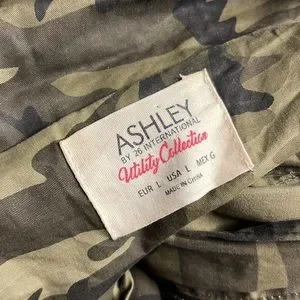 ASHLEY
BY 26 INTERNATIONAL
Utility Collection
EUR L USA L MEX G
MADE IN CHINA